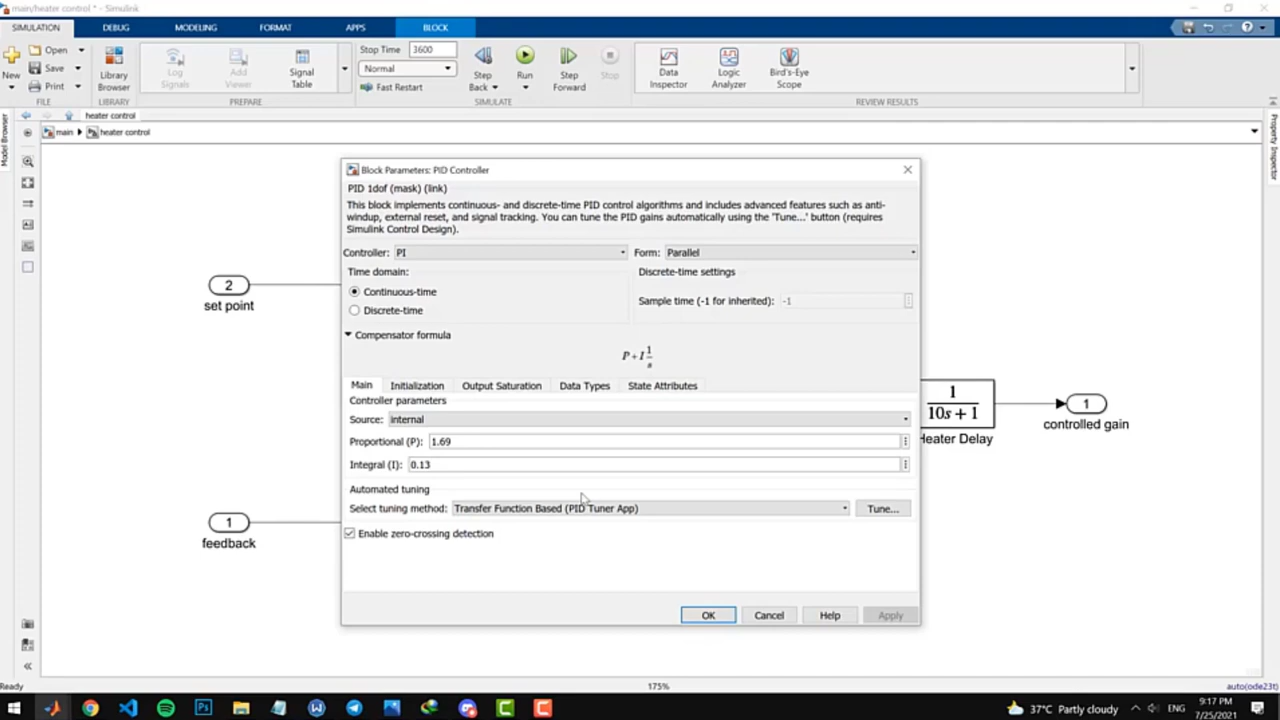 main/heater control * - Simulink
SIMULATION DEBUG MODELING FORMAT APPS BLOCK
New
Open
Save
Print
FILE
Library Browser
LIBRARY
Log Signals
Add Viewer
Signal Table
PREPARE
Stop Time 3600
Normal
Fast Restart
Step Back
Run
Step Forward
Stop
SIMULATE
Data Inspector
Logic Analyzer
Bird's-Eye Scope
REVIEW RESULTS
heater control
main heater control
Model Browser
Property Inspector
Block Parameters: PID Controller
PID 1dof (mask) (link)
This block implements continuous- and discrete-time PID control algorithms and includes advanced features such as anti-
windup, external reset, and signal tracking. You can tune the PID gains automatically using the 'Tune...' button (requires
Simulink Control Design).
Controller: PI Form: Parallel
Time domain: Discrete-time settings
Continuous-time
Sample time (-1 for inherited): -1
Discrete-time
Compensator formula
P + I 1/s
Main Initialization Output Saturation Data Types State Attributes
Controller parameters
Source: internal
Proportional (P): 1.69
Integral (I): 0.13
Automated tuning
Select tuning method: Transfer Function Based (PID Tuner App) Tune...
Enable zero-crossing detection
OK Cancel Help Apply
2
set point
1
feedback
1
10s + 1
Heater Delay
1
controlled gain
Ready 175% auto(ode23t)
37°C Partly cloudy ENG 9:17 PM
7/25/2021